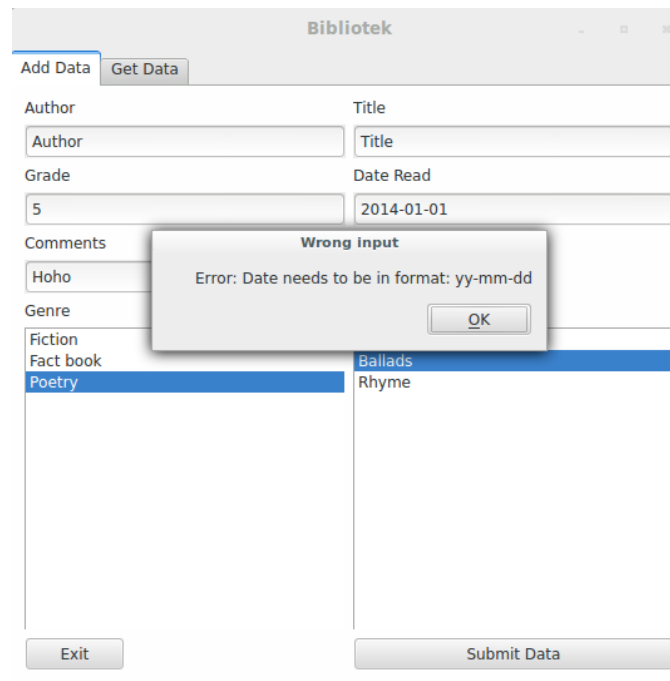 Bibliotek
Add Data Get Data
Author Title
Author Title
Grade Date Read
5 2014-01-01
Comments
Wrong input
Hoho
Error: Date needs to be in format: yy-mm-dd
OK
Genre
Fiction
Fact book
Ballads
Poetry
Rhyme
Exit Submit Data